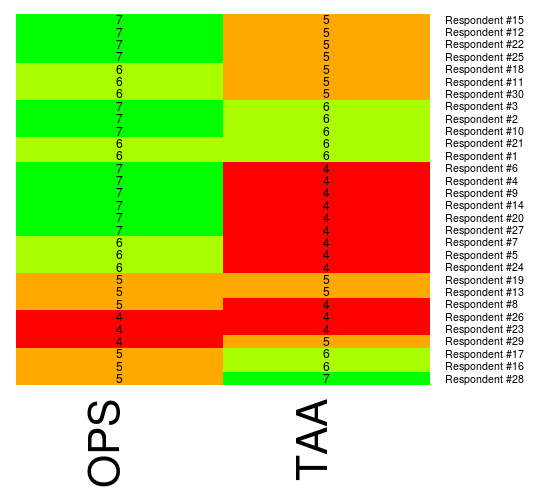 7 5 Respondent #15
7 5 Respondent #12
7 5 Respondent #22
7 5 Respondent #25
6 5 Respondent #18
6 5 Respondent #11
6 5 Respondent #30
7 6 Respondent #3
7 6 Respondent #2
7 6 Respondent #10
6 6 Respondent #21
6 6 Respondent #1
7 4 Respondent #6
7 4 Respondent #4
7 4 Respondent #9
7 4 Respondent #14
7 4 Respondent #20
7 4 Respondent #27
6 4 Respondent #7
6 4 Respondent #5
6 4 Respondent #24
5 5 Respondent #19
5 5 Respondent #13
5 4 Respondent #8
4 4 Respondent #26
4 4 Respondent #23
4 5 Respondent #29
5 6 Respondent #17
5 6 Respondent #16
5 7 Respondent #28
OPS TAA